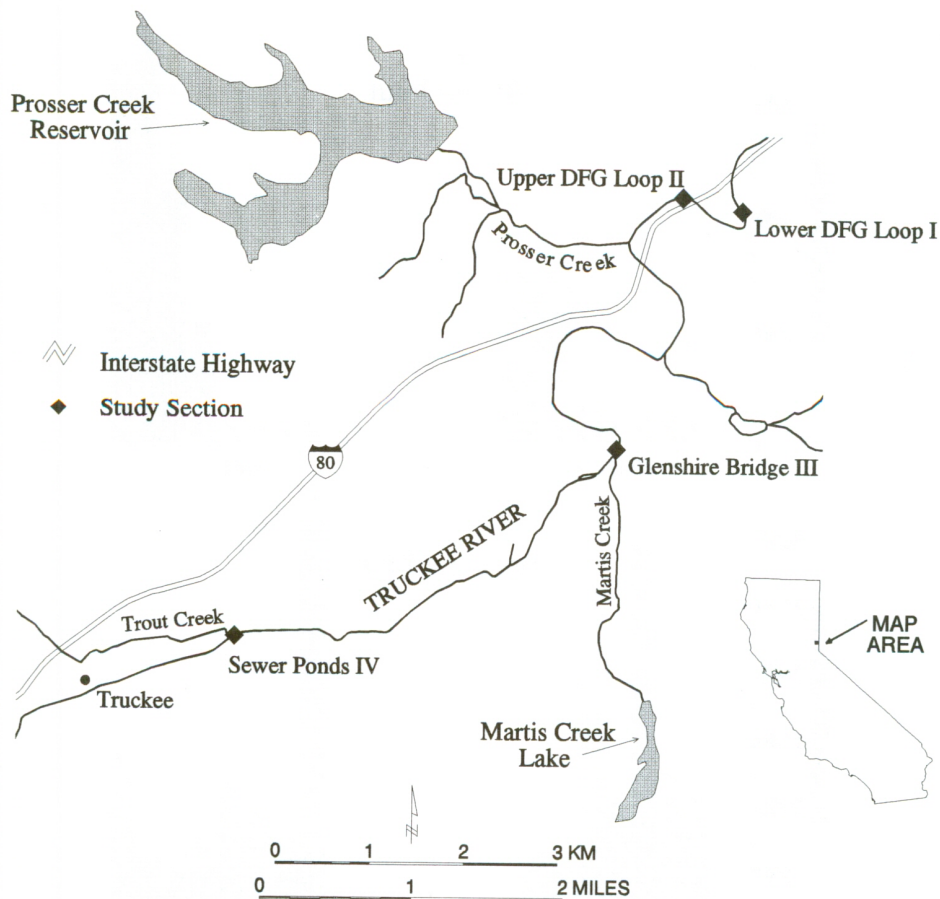 Prosser Creek
Reservoir
Upper DFG Loop II
Lower DFG Loop I
Prosser Creek
Interstate Highway
Study Section
80
Glenshire Bridge III
TRUCKEE RIVER
Martis Creek
Trout Creek
Sewer Ponds IV
Truckee
MAP
AREA
Martis Creek
Lake
N
0 1 2 3 KM
0 1 2 MILES